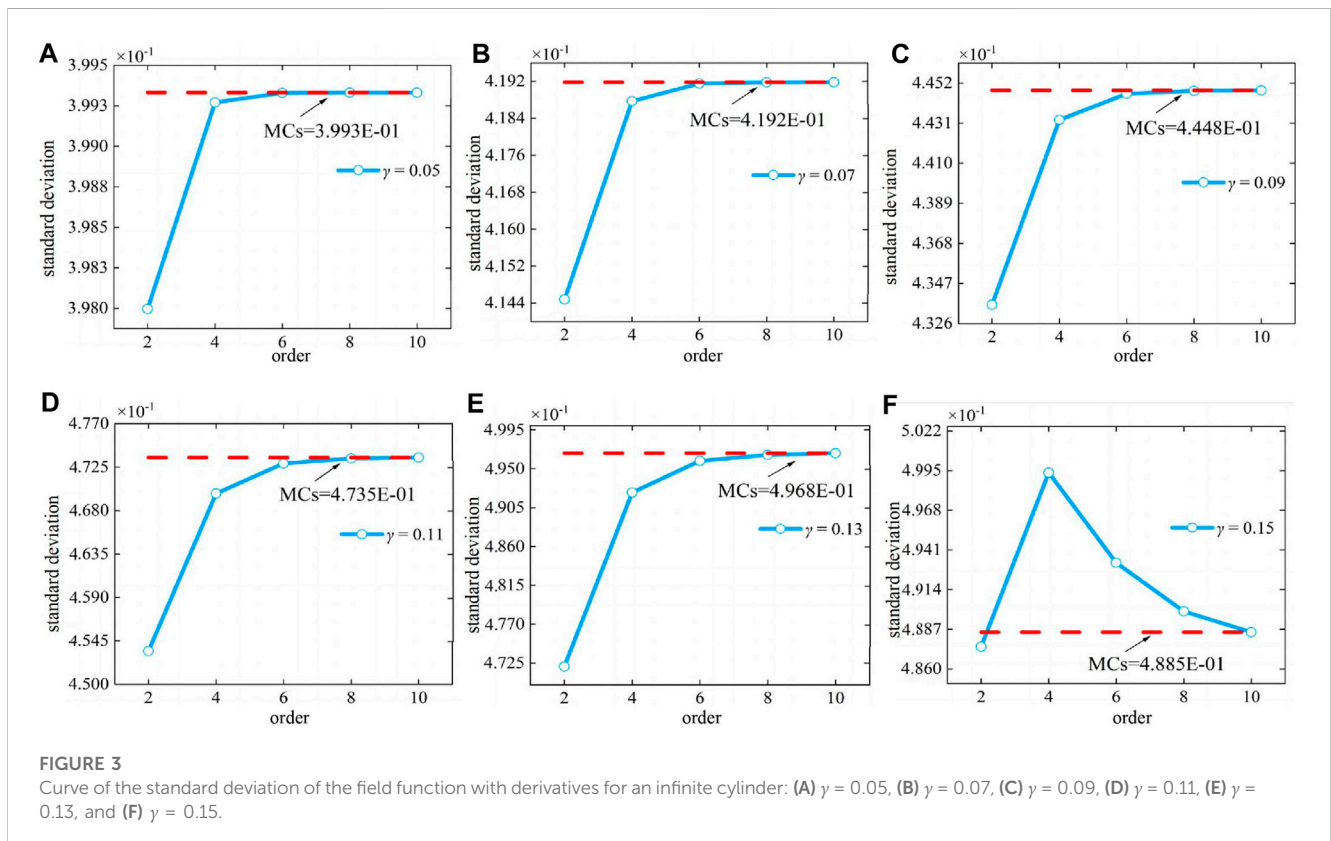 A
×10⁻¹
3.995
3.993
3.990
3.988
3.985
3.983
3.980
standard deviation
MCs=3.993E-01
γ = 0.05
2 4 6 8 10
order
B
×10⁻¹
4.192
4.184
4.176
4.168
4.160
4.152
4.144
standard deviation
MCs=4.192E-01
γ = 0.07
2 4 6 8 10
order
C
×10⁻¹
4.452
4.431
4.410
4.389
4.368
4.347
4.326
standard deviation
MCs=4.448E-01
γ = 0.09
2 4 6 8 10
order
D
×10⁻¹
4.770
4.725
4.680
4.635
4.590
4.545
4.500
standard deviation
MCs=4.735E-01
γ = 0.11
2 4 6 8 10
order
E
×10⁻¹
4.995
4.950
4.905
4.860
4.815
4.770
4.725
standard deviation
MCs=4.968E-01
γ = 0.13
2 4 6 8 10
order
F
×10⁻¹
5.022
4.995
4.968
4.941
4.914
4.887
4.860
standard deviation
MCs=4.885E-01
γ = 0.15
2 4 6 8 10
order
FIGURE 3
Curve of the standard deviation of the field function with derivatives for an infinite cylinder: (A) γ = 0.05, (B) γ = 0.07, (C) γ = 0.09, (D) γ = 0.11, (E) γ =
0.13, and (F) γ = 0.15.